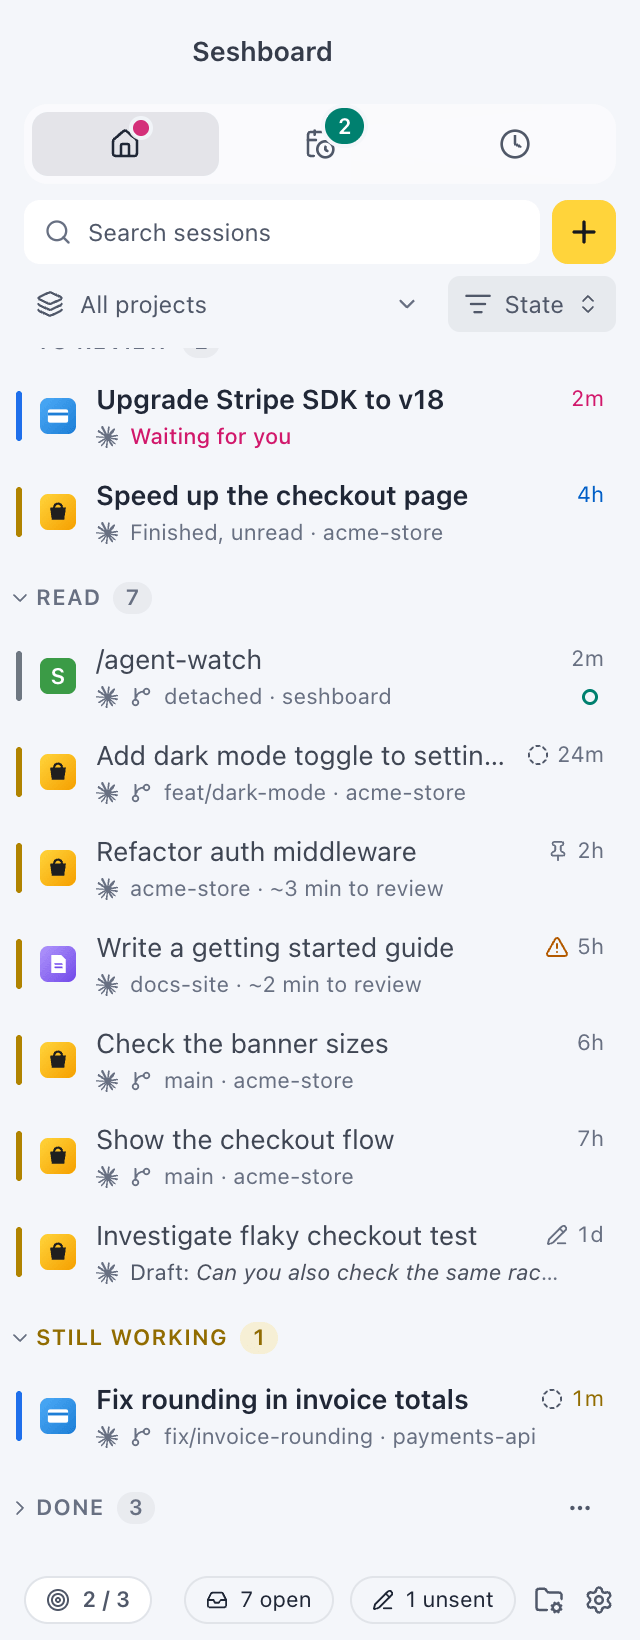 Seshboard
2
Search sessions
All projects
State
Upgrade Stripe SDK to v18
2m
Waiting for you
Speed up the checkout page
4h
Finished, unread · acme-store
READ 7
S
/agent-watch
2m
detached · seshboard
Add dark mode toggle to settin...
24m
feat/dark-mode · acme-store
Refactor auth middleware
2h
acme-store · ~3 min to review
Write a getting started guide
5h
docs-site · ~2 min to review
Check the banner sizes
6h
main · acme-store
Show the checkout flow
7h
main · acme-store
Investigate flaky checkout test
1d
Draft: Can you also check the same rac...
STILL WORKING 1
Fix rounding in invoice totals
1m
fix/invoice-rounding · payments-api
DONE 3
2 / 3
7 open
1 unsent